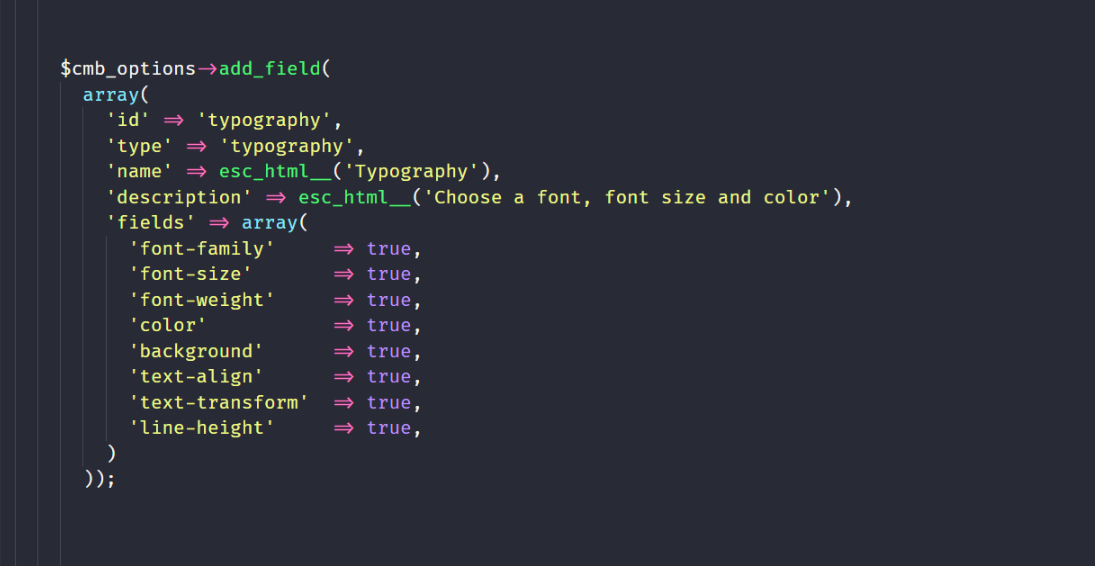 $cmb_options->add_field(
array(
'id' => 'typography',
'type' => 'typography',
'name' => esc_html__('Typography'),
'description' => esc_html__('Choose a font, font size and color'),
'fields' => array(
'font-family' => true,
'font-size' => true,
'font-weight' => true,
'color' => true,
'background' => true,
'text-align' => true,
'text-transform' => true,
'line-height' => true,
)
));